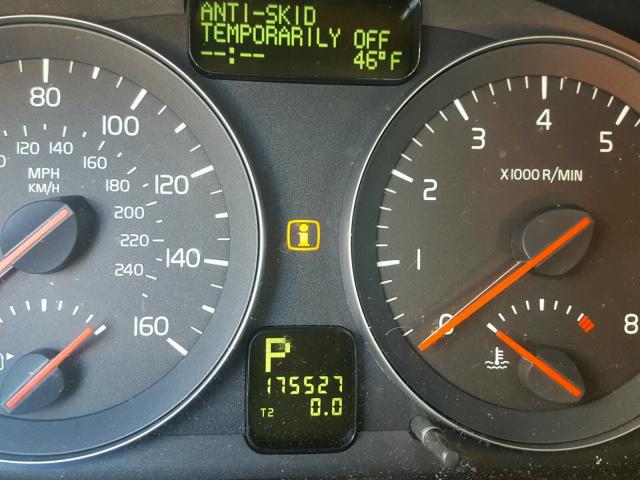 ANTI-SKID
TEMPORARILY OFF
--:-- 46°F
80
100
120
140
160
120
140
160
180
200
220
240
MPH
KM/H
i
0
1
2
3
4
5
8
X1000 R/MIN
P
175527
T2 0.0